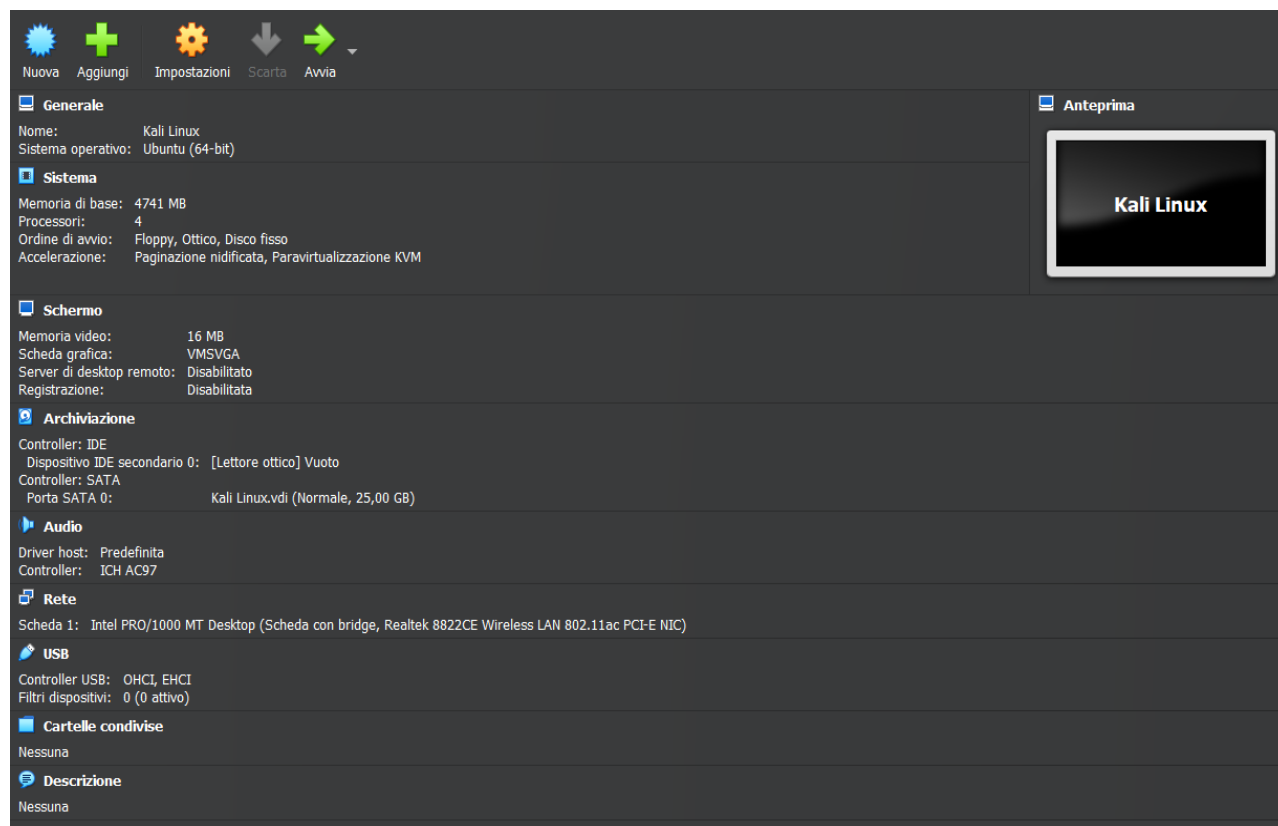 Nuova Aggiungi Impostazioni Scarta Avvia
Generale
Nome: Kali Linux
Sistema operativo: Ubuntu (64-bit)
Sistema
Memoria di base: 4741 MB
Processori: 4
Ordine di avvio: Floppy, Ottico, Disco fisso
Accelerazione: Paginazione nidificata, Paravirtualizzazione KVM
Anteprima
Kali Linux
Schermo
Memoria video: 16 MB
Scheda grafica: VMSVGA
Server di desktop remoto: Disabilitato
Registrazione: Disabilitata
Archiviazione
Controller: IDE
Dispositivo IDE secondario 0: [Lettore ottico] Vuoto
Controller: SATA
Porta SATA 0: Kali Linux.vdi (Normale, 25,00 GB)
Audio
Driver host: Predefinita
Controller: ICH AC97
Rete
Scheda 1: Intel PRO/1000 MT Desktop (Scheda con bridge, Realtek 8822CE Wireless LAN 802.11ac PCI-E NIC)
USB
Controller USB: OHCI, EHCI
Filtri dispositivi: 0 (0 attivo)
Cartelle condivise
Nessuna
Descrizione
Nessuna